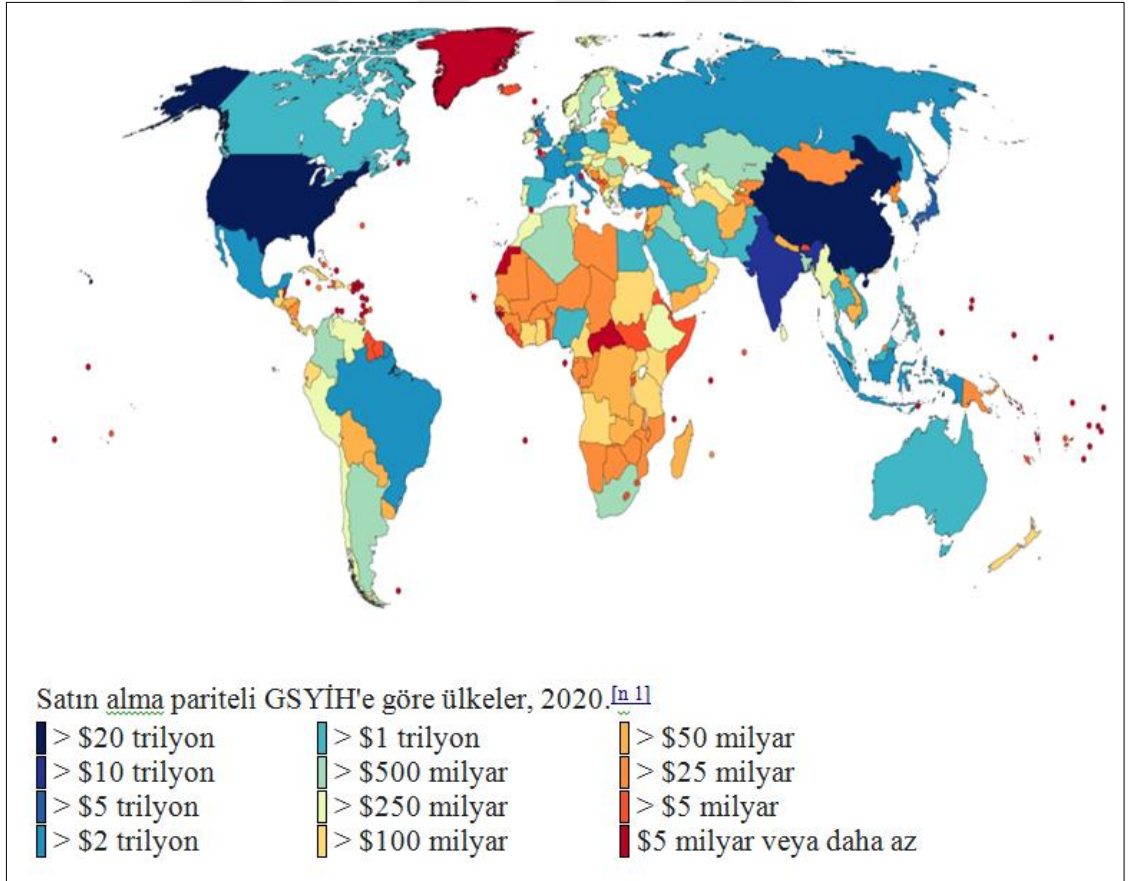 Satın alma pariteli GSYİH'e göre ülkeler, 2020.[n 1]
> $20 trilyon
> $10 trilyon
> $5 trilyon
> $2 trilyon
> $1 trilyon
> $500 milyar
> $250 milyar
> $100 milyar
> $50 milyar
> $25 milyar
> $5 milyar
$5 milyar veya daha az